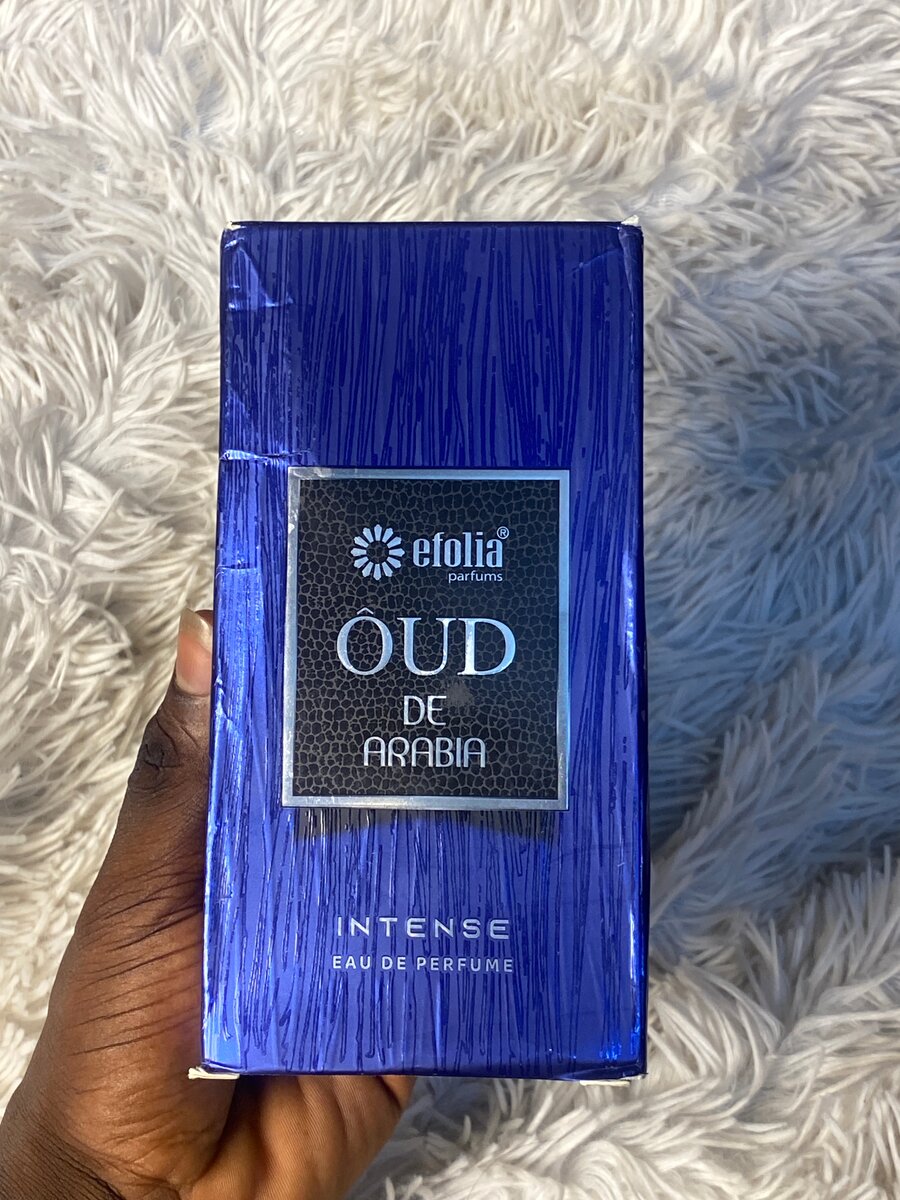 efolia®
parfums
ÔUD
DE
ARABIA
INTENSE
EAU DE PERFUME